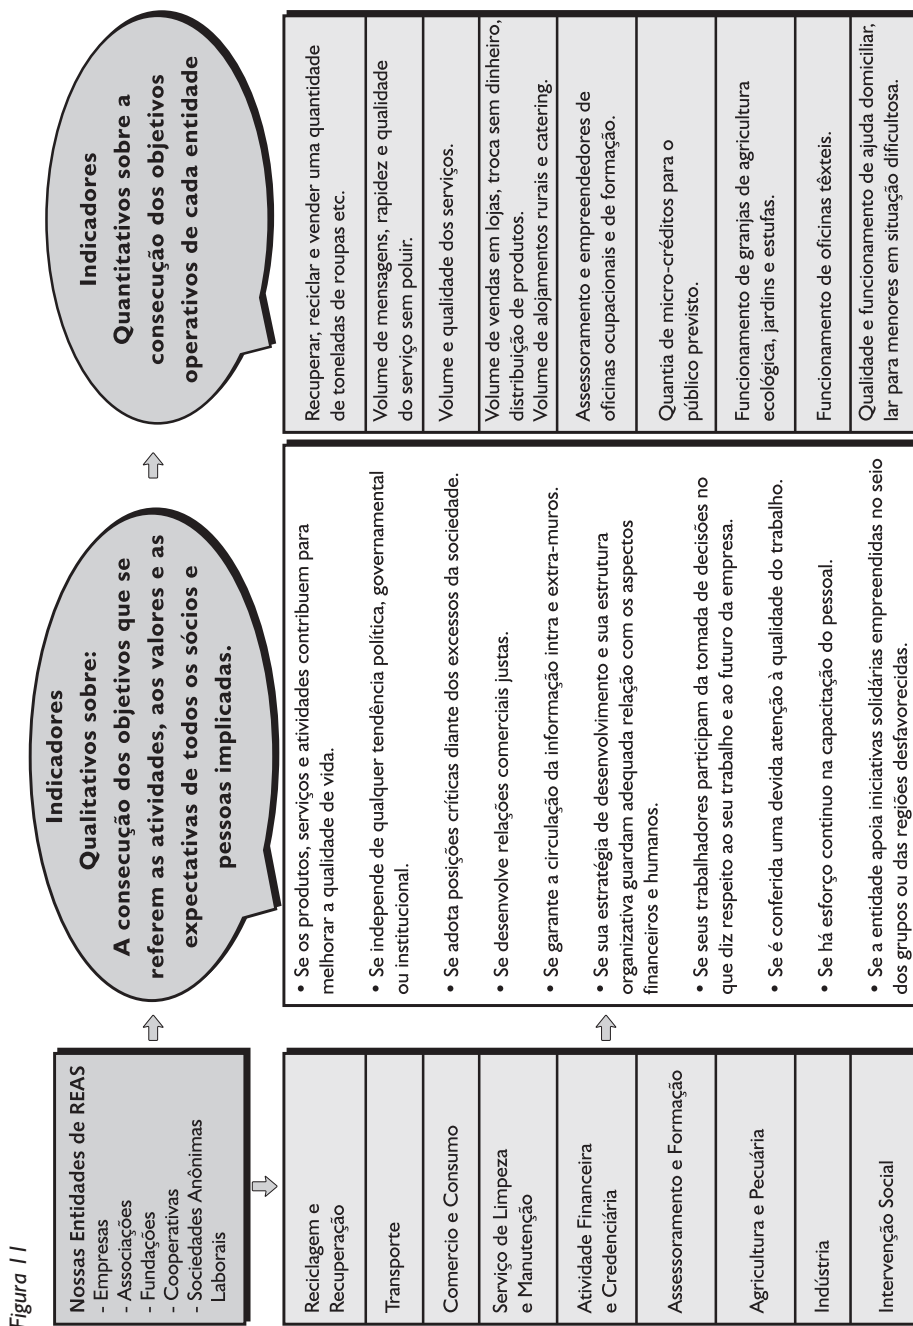 Figura 11
Nossas Entidades de REAS
- Empresas
- Associações
- Fundações
- Cooperativas
- Sociedades Anônimas
Laborais
Indicadores
Qualitativos sobre:
A consecução dos objetivos que se
referem as atividades, aos valores e as
expectativas de todos os sócios e
pessoas implicadas.
Indicadores
Quantitativos sobre a
consecução dos objetivos
operativos de cada entidade
Reciclagem e
Recuperação
Transporte
Comercio e Consumo
Serviço de Limpeza
e Manutenção
Atividade Financeira
e Credenciária
Assessoramento e Formação
Agricultura e Pecuária
Indústria
Intervenção Social
• Se os produtos, serviços e atividades contribuem para
melhorar a qualidade de vida.
• Se independe de qualquer tendência política, governamental
ou institucional.
• Se adota posições críticas diante dos excessos da sociedade.
• Se desenvolve relações comerciais justas.
• Se garante a circulação da informação intra e extra-muros.
• Se sua estratégia de desenvolvimento e sua estrutura
organizativa guardam adequada relação com os aspectos
financeiros e humanos.
• Se seus trabalhadores participam da tomada de decisões no
que diz respeito ao seu trabalho e ao futuro da empresa.
• Se é conferida uma devida atenção à qualidade do trabalho.
• Se há esforço continuo na capacitação do pessoal.
• Se a entidade apoia iniciativas solidárias empreendidas no seio
dos grupos ou das regiões desfavorecidas.
Recuperar, reciclar e vender uma quantidade
de toneladas de roupas etc.
Volume de mensagens, rapidez e qualidade
do serviço sem poluir.
Volume e qualidade dos serviços.
Volume de vendas em lojas, troca sem dinheiro,
distribuição de produtos.
Volume de alojamentos rurais e catering.
Assessoramento e empreendedores de
oficinas ocupacionais e de formação.
Quantia de micro-créditos para o
público previsto.
Funcionamento de granjas de agricultura
ecológica, jardins e estufas.
Funcionamento de oficinas têxteis.
Qualidade e funcionamento de ajuda domiciliar,
lar para menores em situação dificultosa.